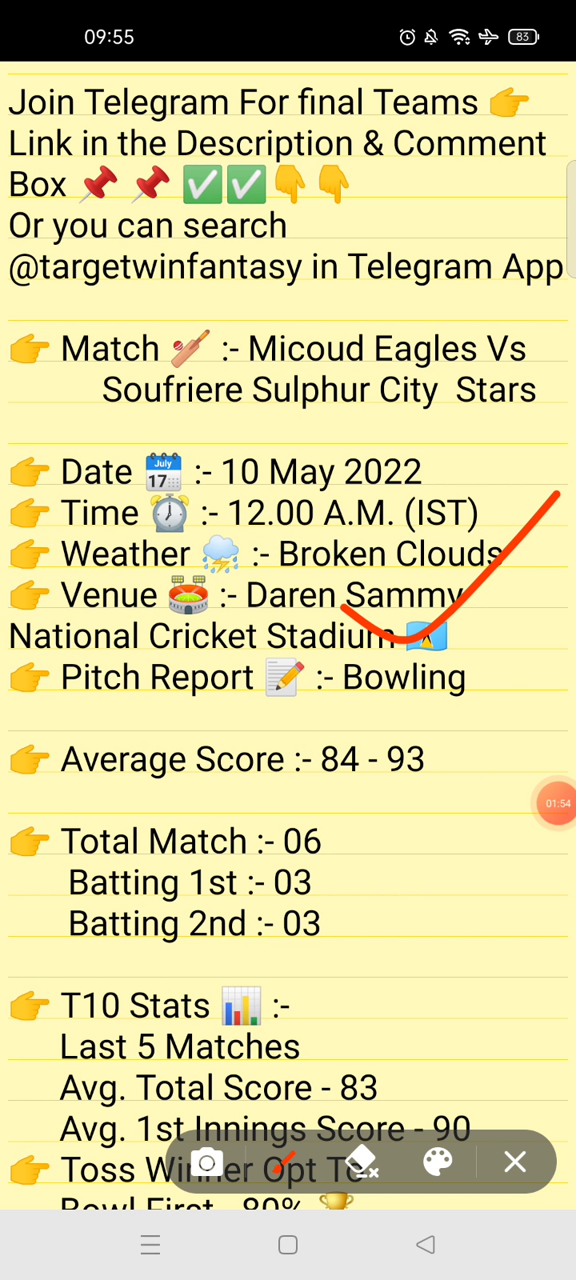 09:55
83
Join Telegram For final Teams 👉
Link in the Description & Comment
Box 📌 📌 ✅✅👇👇
Or you can search
@targetwinfantasy in Telegram App
👉 Match 🏏 :- Micoud Eagles Vs
Soufriere Sulphur City Stars
👉 Date 📅 :- 10 May 2022
👉 Time ⏰ :- 12.00 A.M. (IST)
👉 Weather ⛈️ :- Broken Clouds
👉 Venue 🏟️ :- Daren Sammy
National Cricket Stadium 🇱🇨
👉 Pitch Report 📝 :- Bowling
👉 Average Score :- 84 - 93
01:54
👉 Total Match :- 06
Batting 1st :- 03
Batting 2nd :- 03
👉 T10 Stats 📊 :-
Last 5 Matches
Avg. Total Score - 83
Avg. 1st Innings Score - 90
👉 Toss Winner Opt To
Bowl First - 80% 🏆